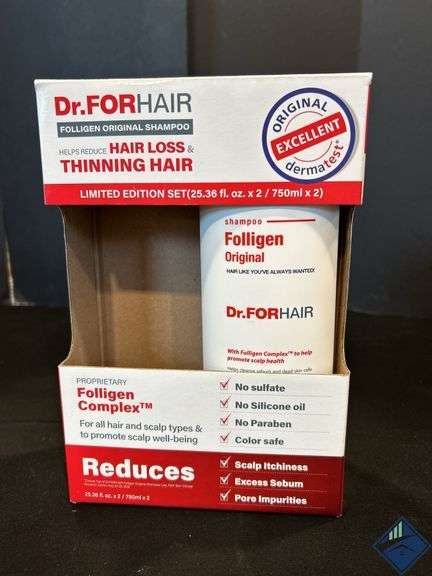 Dr.FORHAIR
FOLLIGEN ORIGINAL SHAMPOO
HELPS REDUCE HAIR LOSS &
THINNING HAIR
ORIGINAL
EXCELLENT
dermatest®
LIMITED EDITION SET(25.36 fl. oz. x 2 / 750ml x 2)
shampoo
Folligen
Original
HAIR LIKE YOU'VE ALWAYS WANTED!
Dr.FORHAIR
With Folligen Complex™ to help
promote scalp health
PROPRIETARY
Folligen
Complex™
For all hair and scalp types &
to promote scalp well-being
No sulfate
No Silicone oil
No Paraben
Color safe
Reduces
25.36 fl. oz. x 2 / 750ml x 2
Scalp Itchiness
Excess Sebum
Pore Impurities